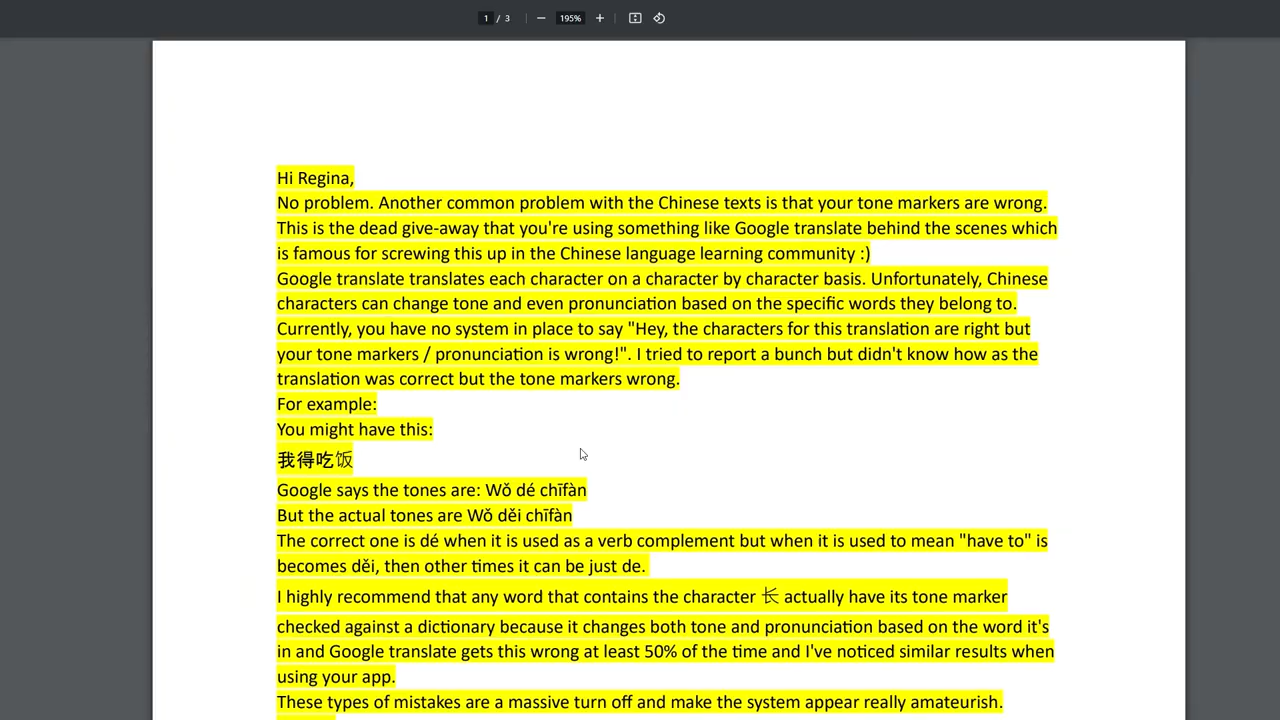 1 / 3 195%
Hi Regina,
No problem. Another common problem with the Chinese texts is that your tone markers are wrong.
This is the dead give-away that you're using something like Google translate behind the scenes which
is famous for screwing this up in the Chinese language learning community :)
Google translate translates each character on a character by character basis. Unfortunately, Chinese
characters can change tone and even pronunciation based on the specific words they belong to.
Currently, you have no system in place to say "Hey, the characters for this translation are right but
your tone markers / pronunciation is wrong!". I tried to report a bunch but didn't know how as the
translation was correct but the tone markers wrong.
For example:
You might have this:
我得吃饭
Google says the tones are: Wǒ dé chīfàn
But the actual tones are Wǒ děi chīfàn
The correct one is dé when it is used as a verb complement but when it is used to mean "have to" is
becomes děi, then other times it can be just de.
I highly recommend that any word that contains the character 长 actually have its tone marker
checked against a dictionary because it changes both tone and pronunciation based on the word it's
in and Google translate gets this wrong at least 50% of the time and I've noticed similar results when
using your app.
These types of mistakes are a massive turn off and make the system appear really amateurish.